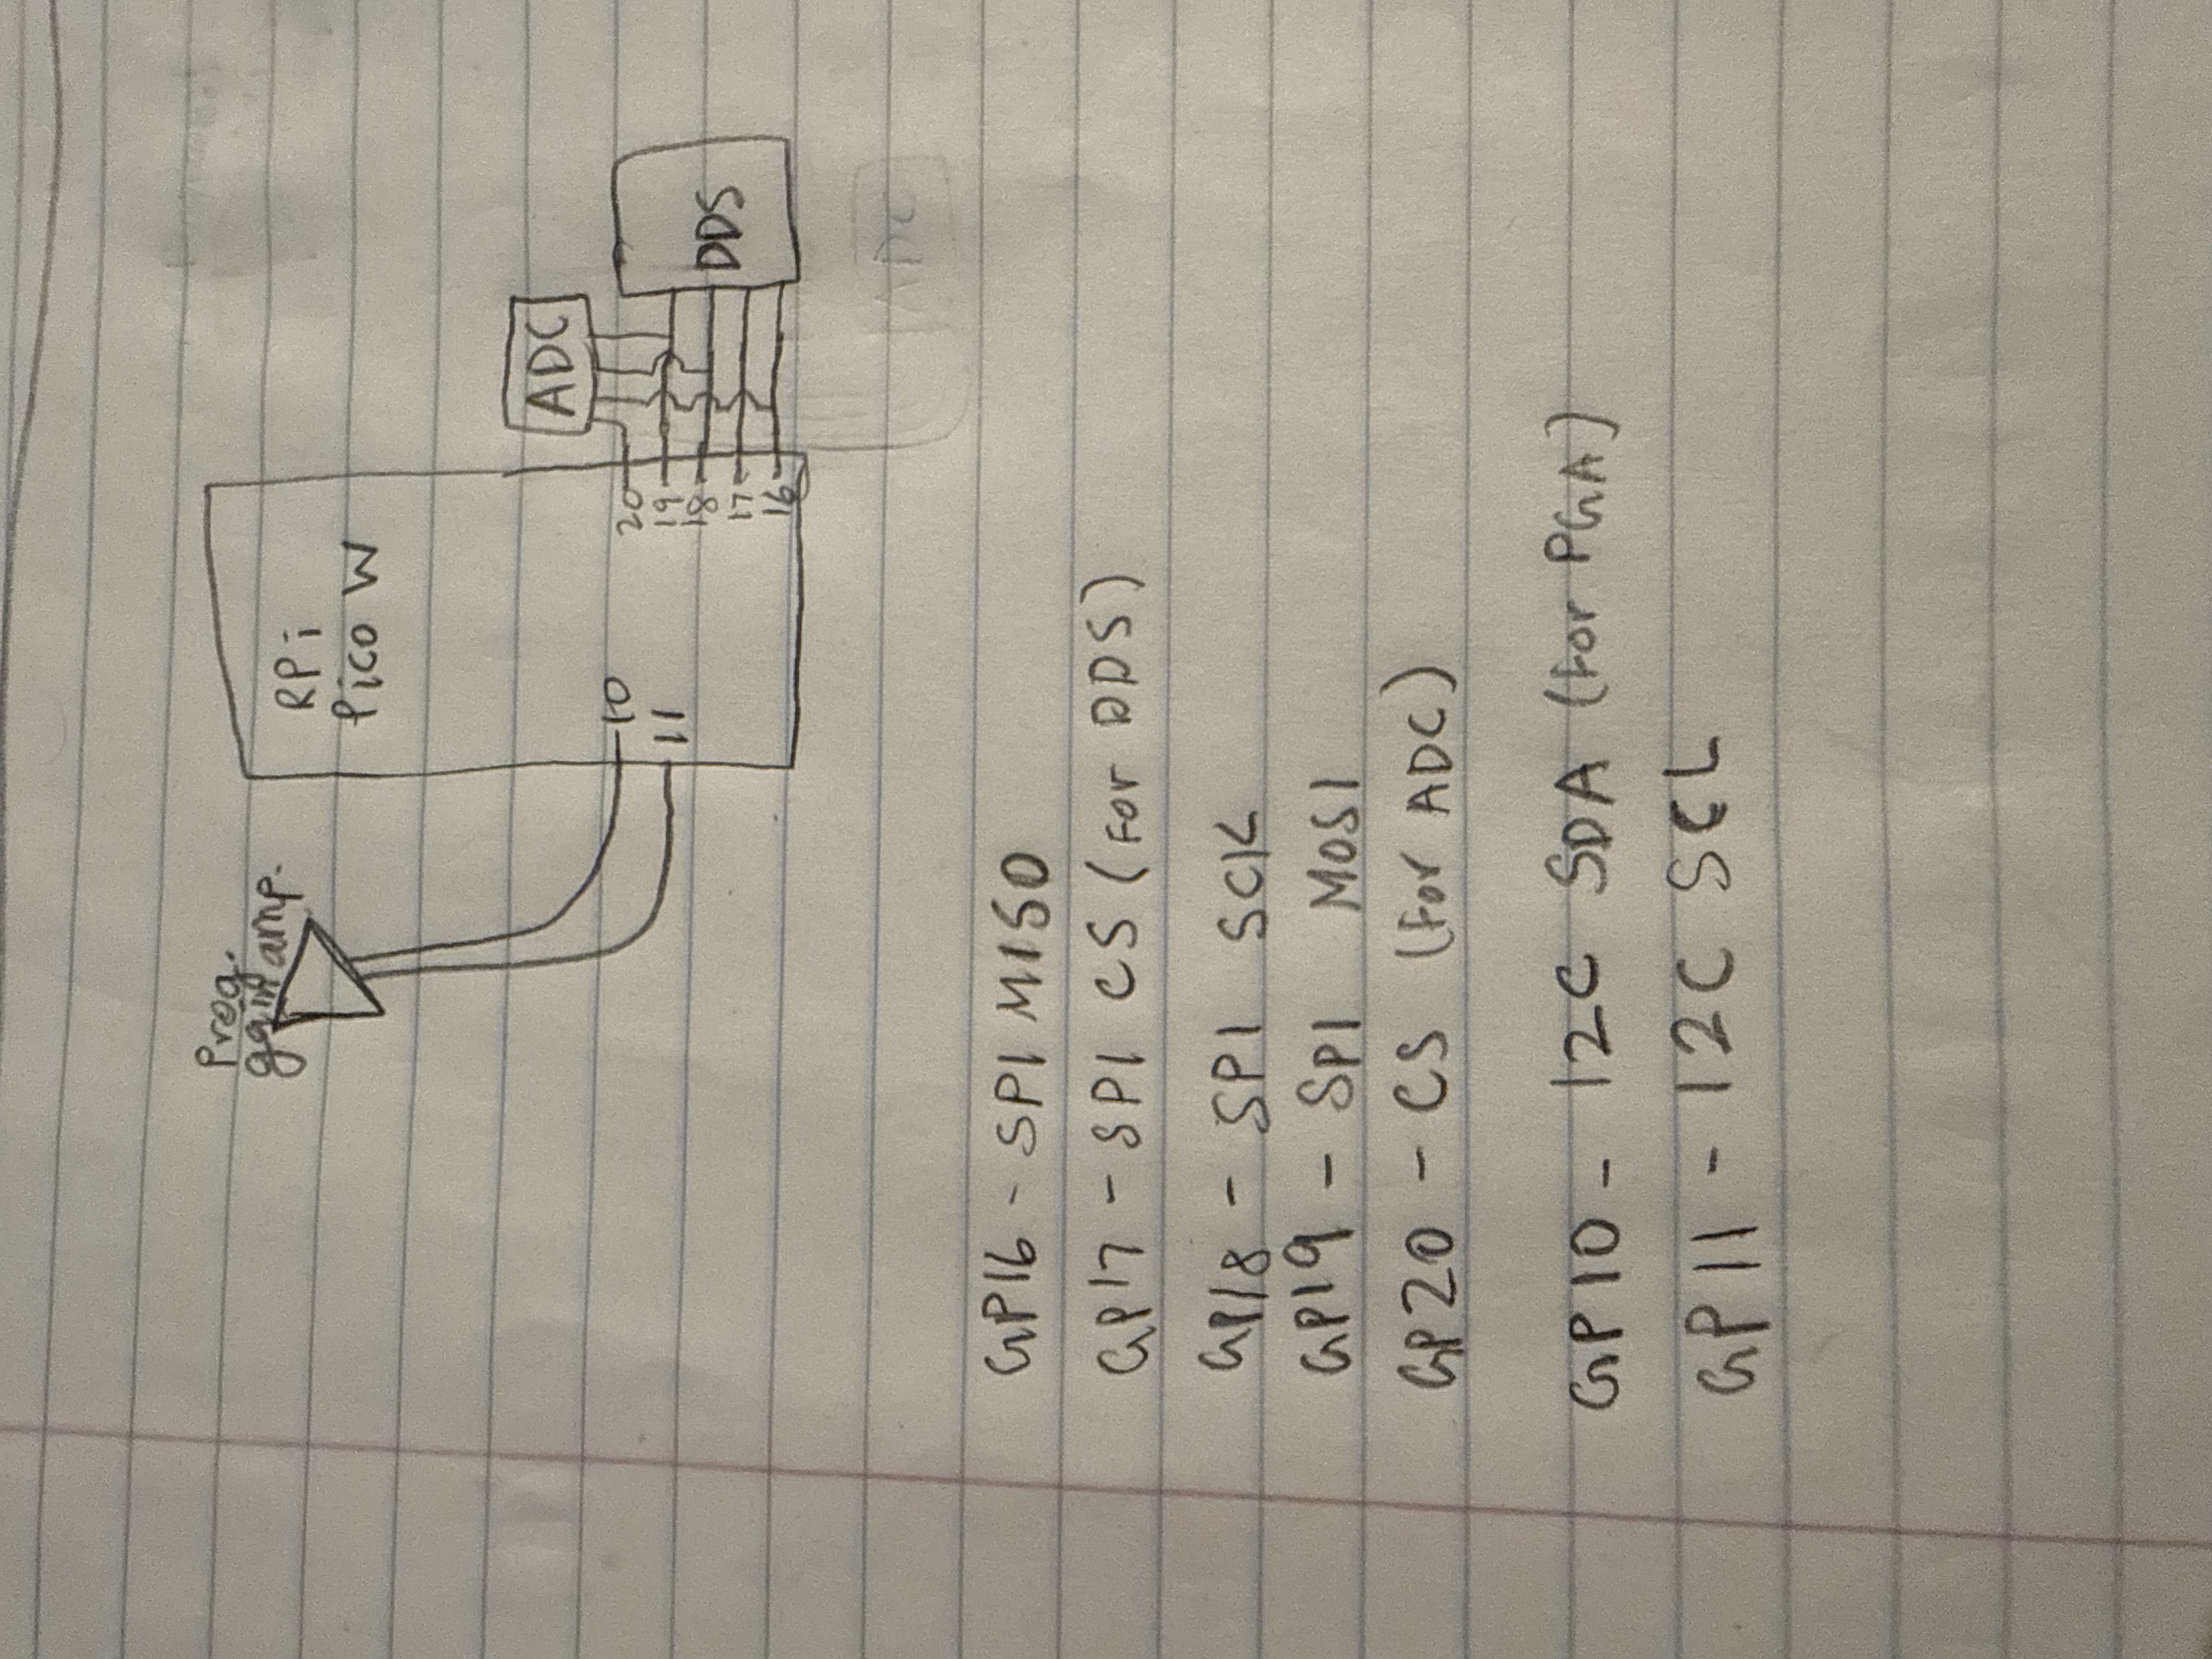 Prog.
gain amp.
RPi
Pico W
ADC
10
11
20
19
18
17
16
DDS
ADC
GP16 - SPI MISO
GP17 - SPI CS (For DDS)
GP18 - SPI SCK
GP19 - SPI MOSI
GP20 - CS (For ADC)
GP10 - I2C SDA (For PGA)
GP11 - I2C SCL